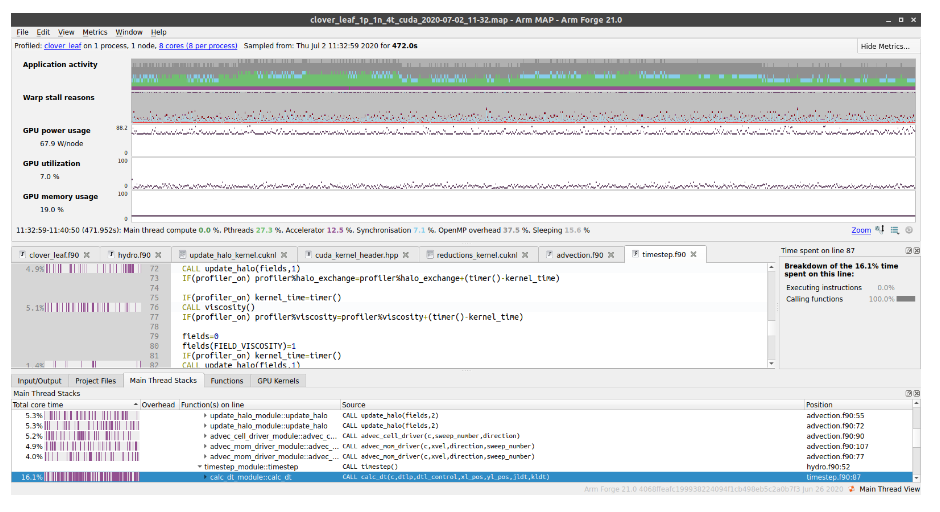 clover_leaf_1p_1n_4t_cuda_2020-07-02_11-32.map - Arm MAP - Arm Forge 21.0
File Edit View Metrics Window Help
Profiled: clover_leaf on 1 process, 1 node, 8 cores (8 per process) Sampled from: Thu Jul 2 11:32:59 2020 for 472.0s Hide Metrics...
Application activity
Warp stall reasons
GPU power usage 88.2
67.9 W/node
0
GPU utilization 100
7.0 %
0
GPU memory usage 100
19.0 %
0
11:32:59-11:40:50 (471.952s): Main thread compute 0.0 %, Pthreads 27.3 %, Accelerator 12.5 %, Synchronisation 7.1 %, OpenMP overhead 37.5 %, Sleeping 15.6 % Zoom
clover_leaf.f90 hydro.f90 update_halo_kernel.cuknl cuda_kernel_header.hpp reductions_kernel.cuknl advection.f90 timestep.f90
Time spent on line 87
4.9% 72 CALL update_halo(fields,1)
73 IF(profiler_on) profiler%halo_exchange=profiler%halo_exchange+(timer()-kernel_time)
74
75 IF(profiler_on) kernel_time=timer()
5.1% 76 CALL viscosity()
77 IF(profiler_on) profiler%viscosity=profiler%viscosity+(timer()-kernel_time)
78
79 fields=0
80 fields(FIELD_VISCOSITY)=1
81 IF(profiler_on) kernel_time=timer()
1.4% 82 CALL update_halo(fields,1)
Breakdown of the 16.1% time
spent on this line:
Executing instructions 0.0%
Calling functions 100.0%
Input/Output Project Files Main Thread Stacks Functions GPU Kernels
Main Thread Stacks
Total core time Overhead Function(s) on line Source Position
5.3% update_halo_module::update_halo CALL update_halo(fields,2) advection.f90:55
5.3% update_halo_module::update_halo CALL update_halo(fields,2) advection.f90:72
5.2% advec_cell_driver_module::advec_c... CALL advec_cell_driver(c,sweep_number,direction) advection.f90:90
4.9% advec_mom_driver_module::advec_... CALL advec_mom_driver(c,xvel,direction,sweep_number) advection.f90:107
4.0% advec_mom_driver_module::advec_... CALL advec_mom_driver(c,xvel,direction,sweep_number) advection.f90:77
timestep_module::timestep CALL timestep() hydro.f90:52
16.1% calc_dt_module::calc_dt CALL calc_dt(c,dtlp,dtl_control,xl_pos,yl_pos,jldt,kldt) timestep.f90:87
Arm Forge 21.0 Jun 26 2020 Main Thread View